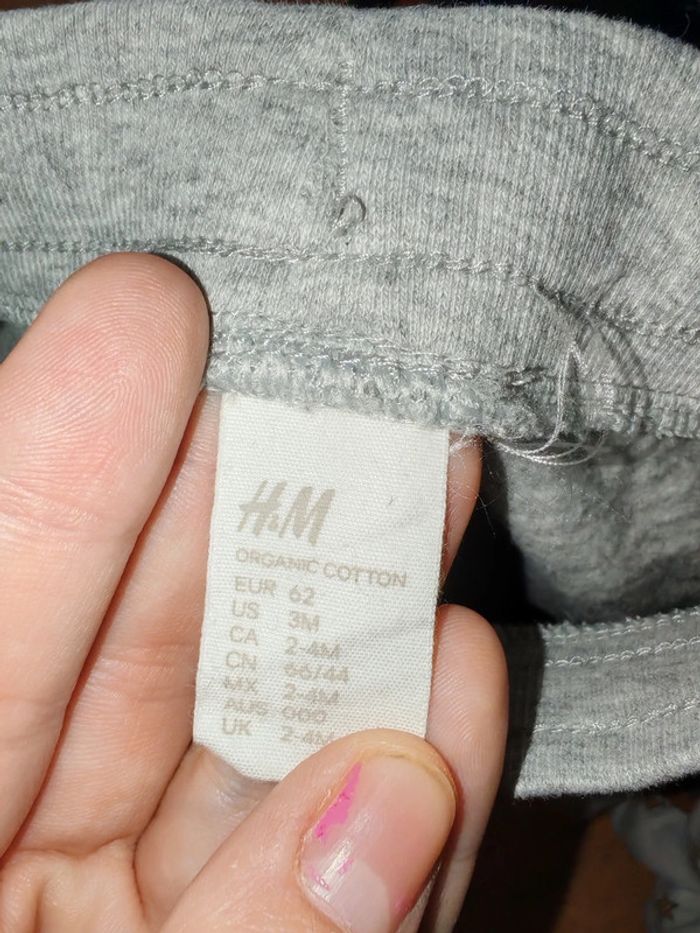 H&M
ORGANIC COTTON
EUR 62
US 3M
CA 2-4M
CN 66/44
MX 2-4M
AUS 000
UK 2-4M